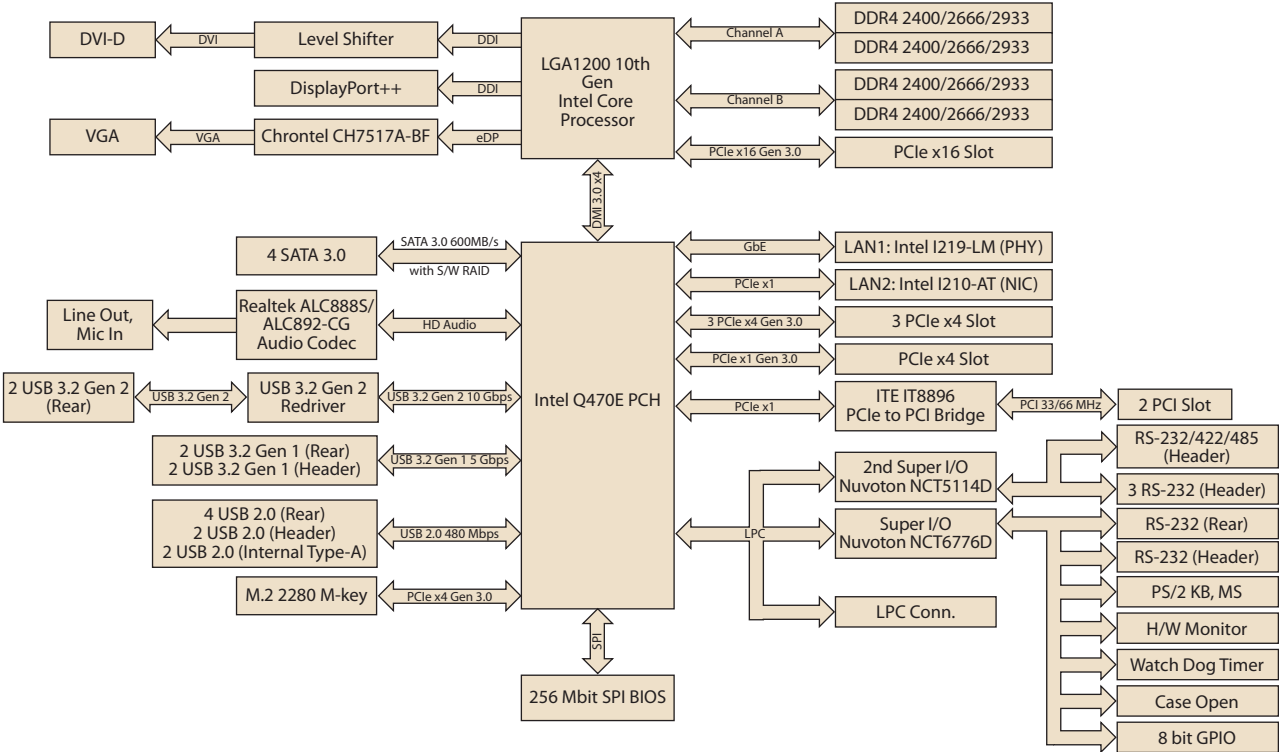 DVI-D
DVI
Level Shifter
DDI
DisplayPort++
DDI
VGA
VGA
Chrontel CH7517A-BF
eDP
LGA1200 10th
Gen
Intel Core
Processor
Channel A
DDR4 2400/2666/2933
DDR4 2400/2666/2933
Channel B
DDR4 2400/2666/2933
DDR4 2400/2666/2933
PCIe x16 Gen 3.0
PCIe x16 Slot
DMI 3.0 x4
4 SATA 3.0
SATA 3.0 600MB/s
with S/W RAID
Line Out,
Mic In
Realtek ALC888S/
ALC892-CG
Audio Codec
HD Audio
2 USB 3.2 Gen 2
(Rear)
USB 3.2 Gen 2
USB 3.2 Gen 2
Redriver
USB 3.2 Gen 2 10 Gbps
2 USB 3.2 Gen 1 (Rear)
2 USB 3.2 Gen 1 (Header)
USB 3.2 Gen 1 5 Gbps
4 USB 2.0 (Rear)
2 USB 2.0 (Header)
2 USB 2.0 (Internal Type-A)
USB 2.0 480 Mbps
M.2 2280 M-key
PCIe x4 Gen 3.0
Intel Q470E PCH
GbE
LAN1: Intel I219-LM (PHY)
PCIe x1
LAN2: Intel I210-AT (NIC)
3 PCIe x4 Gen 3.0
3 PCIe x4 Slot
PCIe x1 Gen 3.0
PCIe x4 Slot
PCIe x1
ITE IT8896
PCIe to PCI Bridge
PCI 33/66 MHz
2 PCI Slot
LPC
2nd Super I/O
Nuvoton NCT5114D
Super I/O
Nuvoton NCT6776D
LPC Conn.
RS-232/422/485
(Header)
3 RS-232 (Header)
RS-232 (Rear)
RS-232 (Header)
PS/2 KB, MS
H/W Monitor
Watch Dog Timer
Case Open
8 bit GPIO
SPI
256 Mbit SPI BIOS